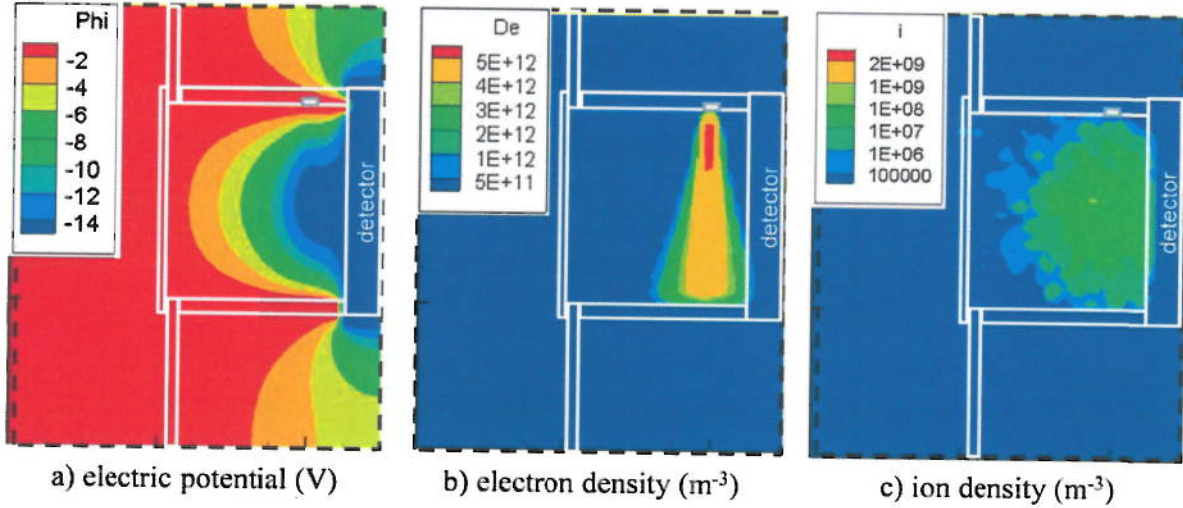 Phi
-2
-4
-6
-8
-10
-12
-14
detector
De
5E+12
4E+12
3E+12
2E+12
1E+12
5E+11
detector
i
2E+09
1E+09
1E+08
1E+07
1E+06
100000
detector
a) electric potential (V)
b) electron density (m⁻³)
c) ion density (m⁻³)